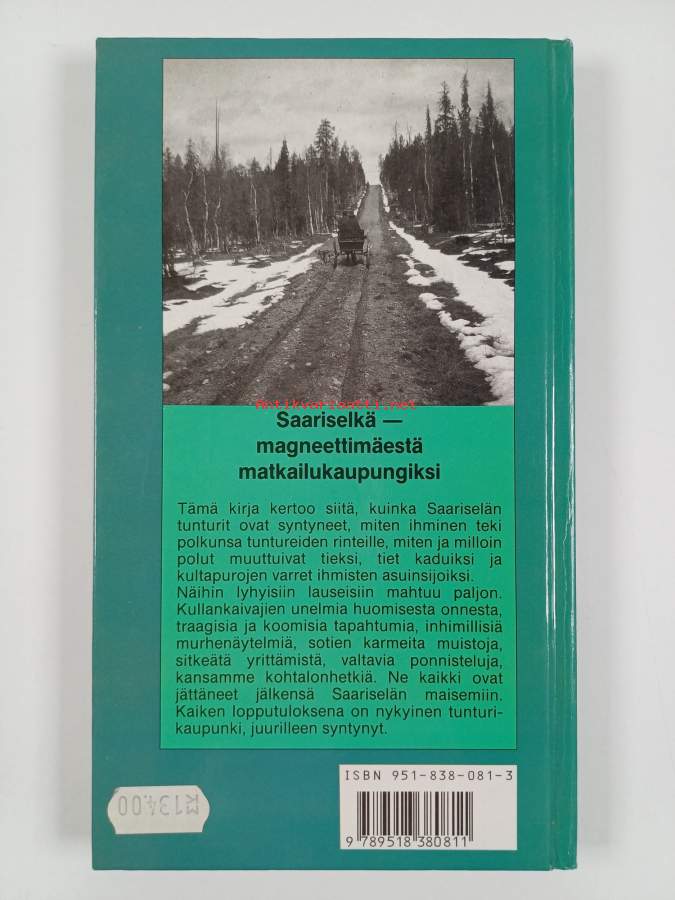 Antikvariaatti.net
Saariselkä —
magneettimäestä
matkailukaupungiksi
Tämä kirja kertoo siitä, kuinka Saariselän
tunturit ovat syntyneet, miten ihminen teki
polkunsa tuntureiden rinteille, miten ja milloin
polut muuttuivat tieksi, tiet kaduiksi ja
kultapurojen varret ihmisten asuinsijoiksi.
Näihin lyhyisiin lauseisiin mahtuu paljon.
Kullankaivajien unelmia huomisesta onnesta,
traagisia ja koomisia tapahtumia, inhimillisiä
murhenäytelmiä, sotien karmeita muistoja,
sitkeätä yrittämistä, valtavia ponnisteluja,
kansamme kohtalonhetkiä. Ne kaikki ovat
jättäneet jälkensä Saariselän maisemiin.
Kaiken lopputuloksena on nykyinen tunturi-
kaupunki, juurilleen syntynyt.
ISBN 951-838-081-3
9 789518 380811
134.00